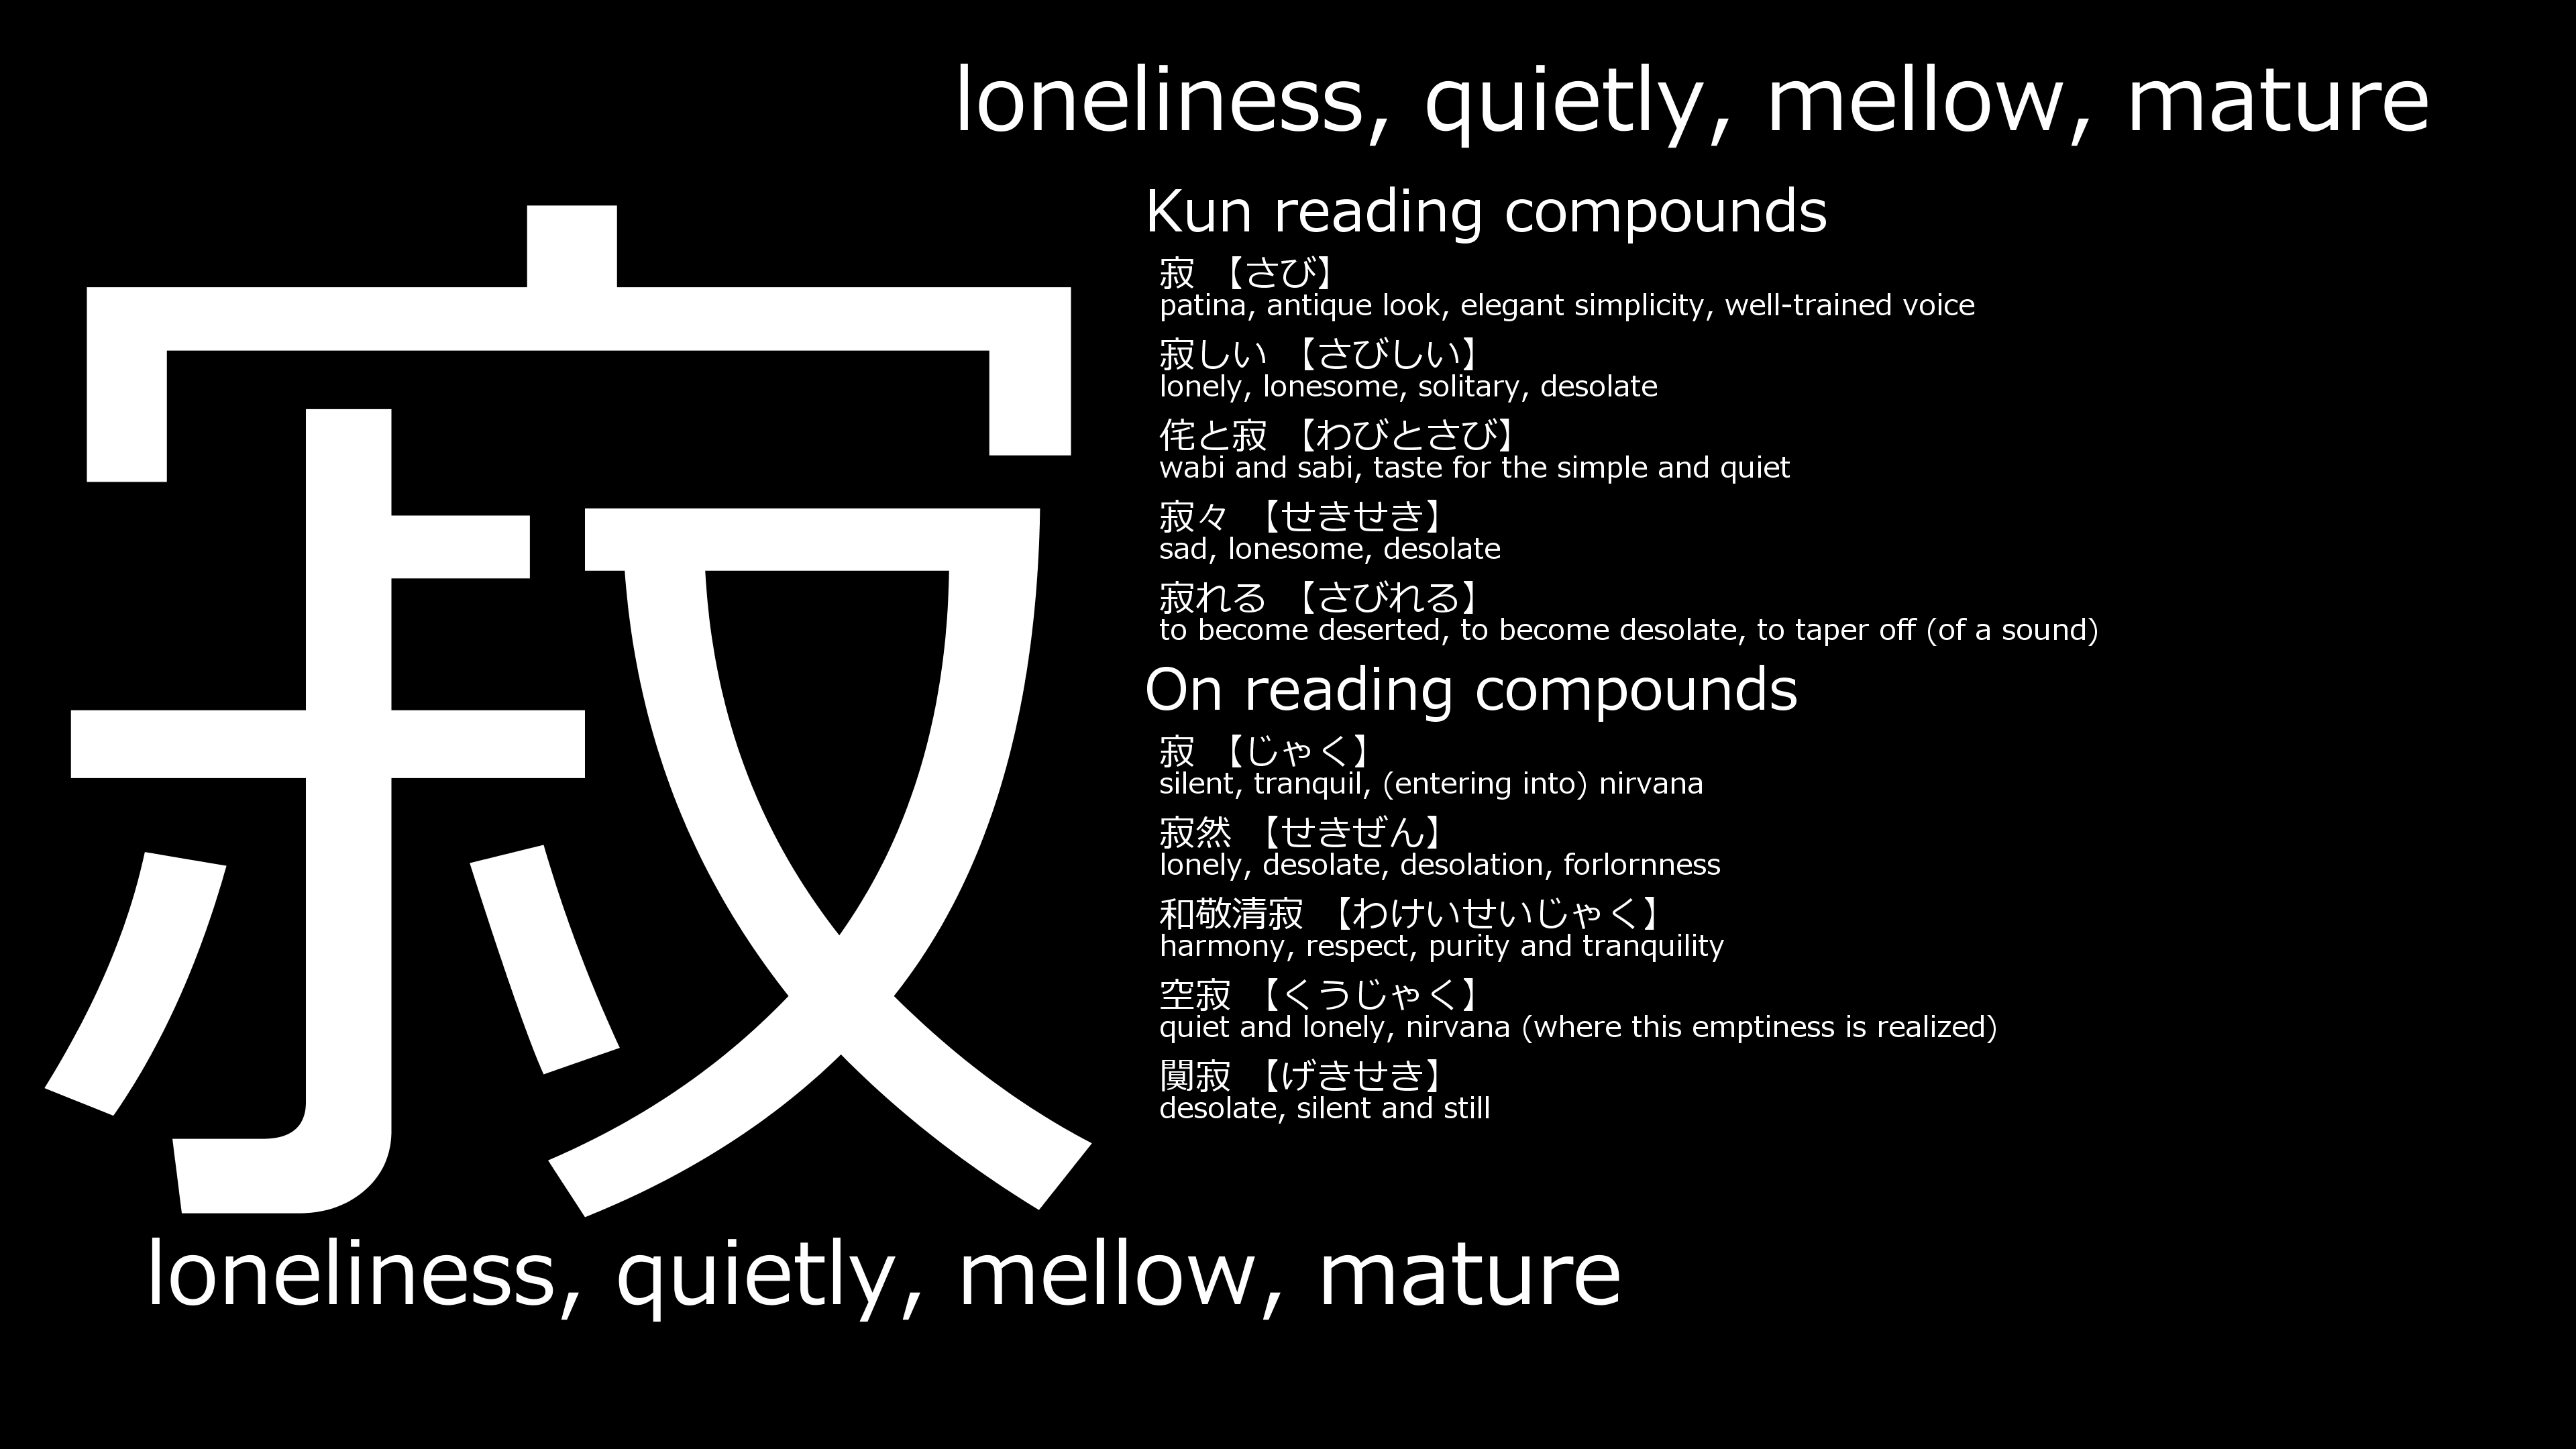 loneliness, quietly, mellow, mature
寂
Kun reading compounds
寂 【さび】
patina, antique look, elegant simplicity, well-trained voice
寂しい 【さびしい】
lonely, lonesome, solitary, desolate
侘と寂 【わびとさび】
wabi and sabi, taste for the simple and quiet
寂々 【せきせき】
sad, lonesome, desolate
寂れる 【さびれる】
to become deserted, to become desolate, to taper off (of a sound)
On reading compounds
寂 【じゃく】
silent, tranquil, (entering into) nirvana
寂然 【せきぜん】
lonely, desolate, desolation, forlornness
和敬清寂 【わけいせいじゃく】
harmony, respect, purity and tranquility
空寂 【くうじゃく】
quiet and lonely, nirvana (where this emptiness is realized)
闃寂 【げきせき】
desolate, silent and still
loneliness, quietly, mellow, mature